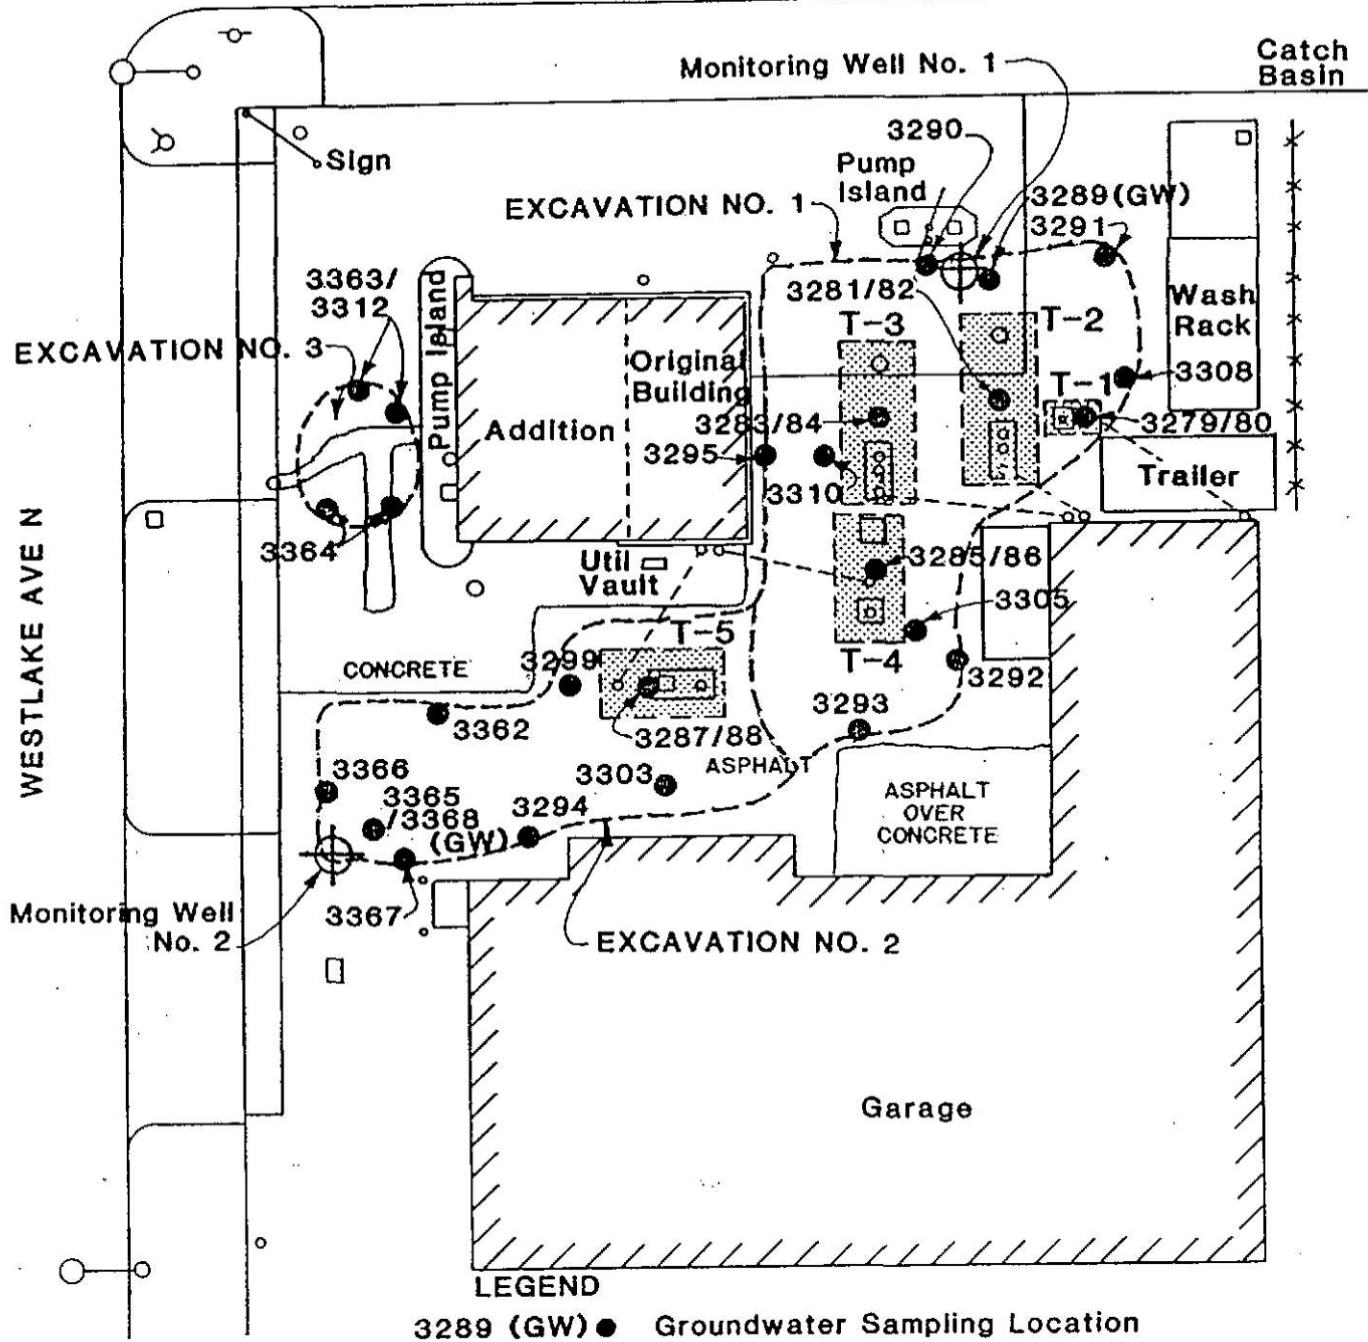 Monitoring Well No. 1
Catch
Basin
3290
Sign
Pump
Island
EXCAVATION NO. 1
3289 (GW)
3291
3363/
3312
Pump Island
3281/82
T-3
T-2
Wash
Rack
EXCAVATION NO. 3
Original
Building
T-1
3308
Addition
3283/84
3279/80
3295
3310
Trailer
WESTLAKE AVE N
3364
Util
Vault
3285/86
3305
T-5
T-4
CONCRETE
3299
3292
3362
3293
3287/88
ASPHALT
3366
3303
3365
/3368
(GW)
3294
ASPHALT
OVER
CONCRETE
Monitoring Well
No. 2
3367
EXCAVATION NO. 2
Garage
LEGEND
3289 (GW) Groundwater Sampling Location